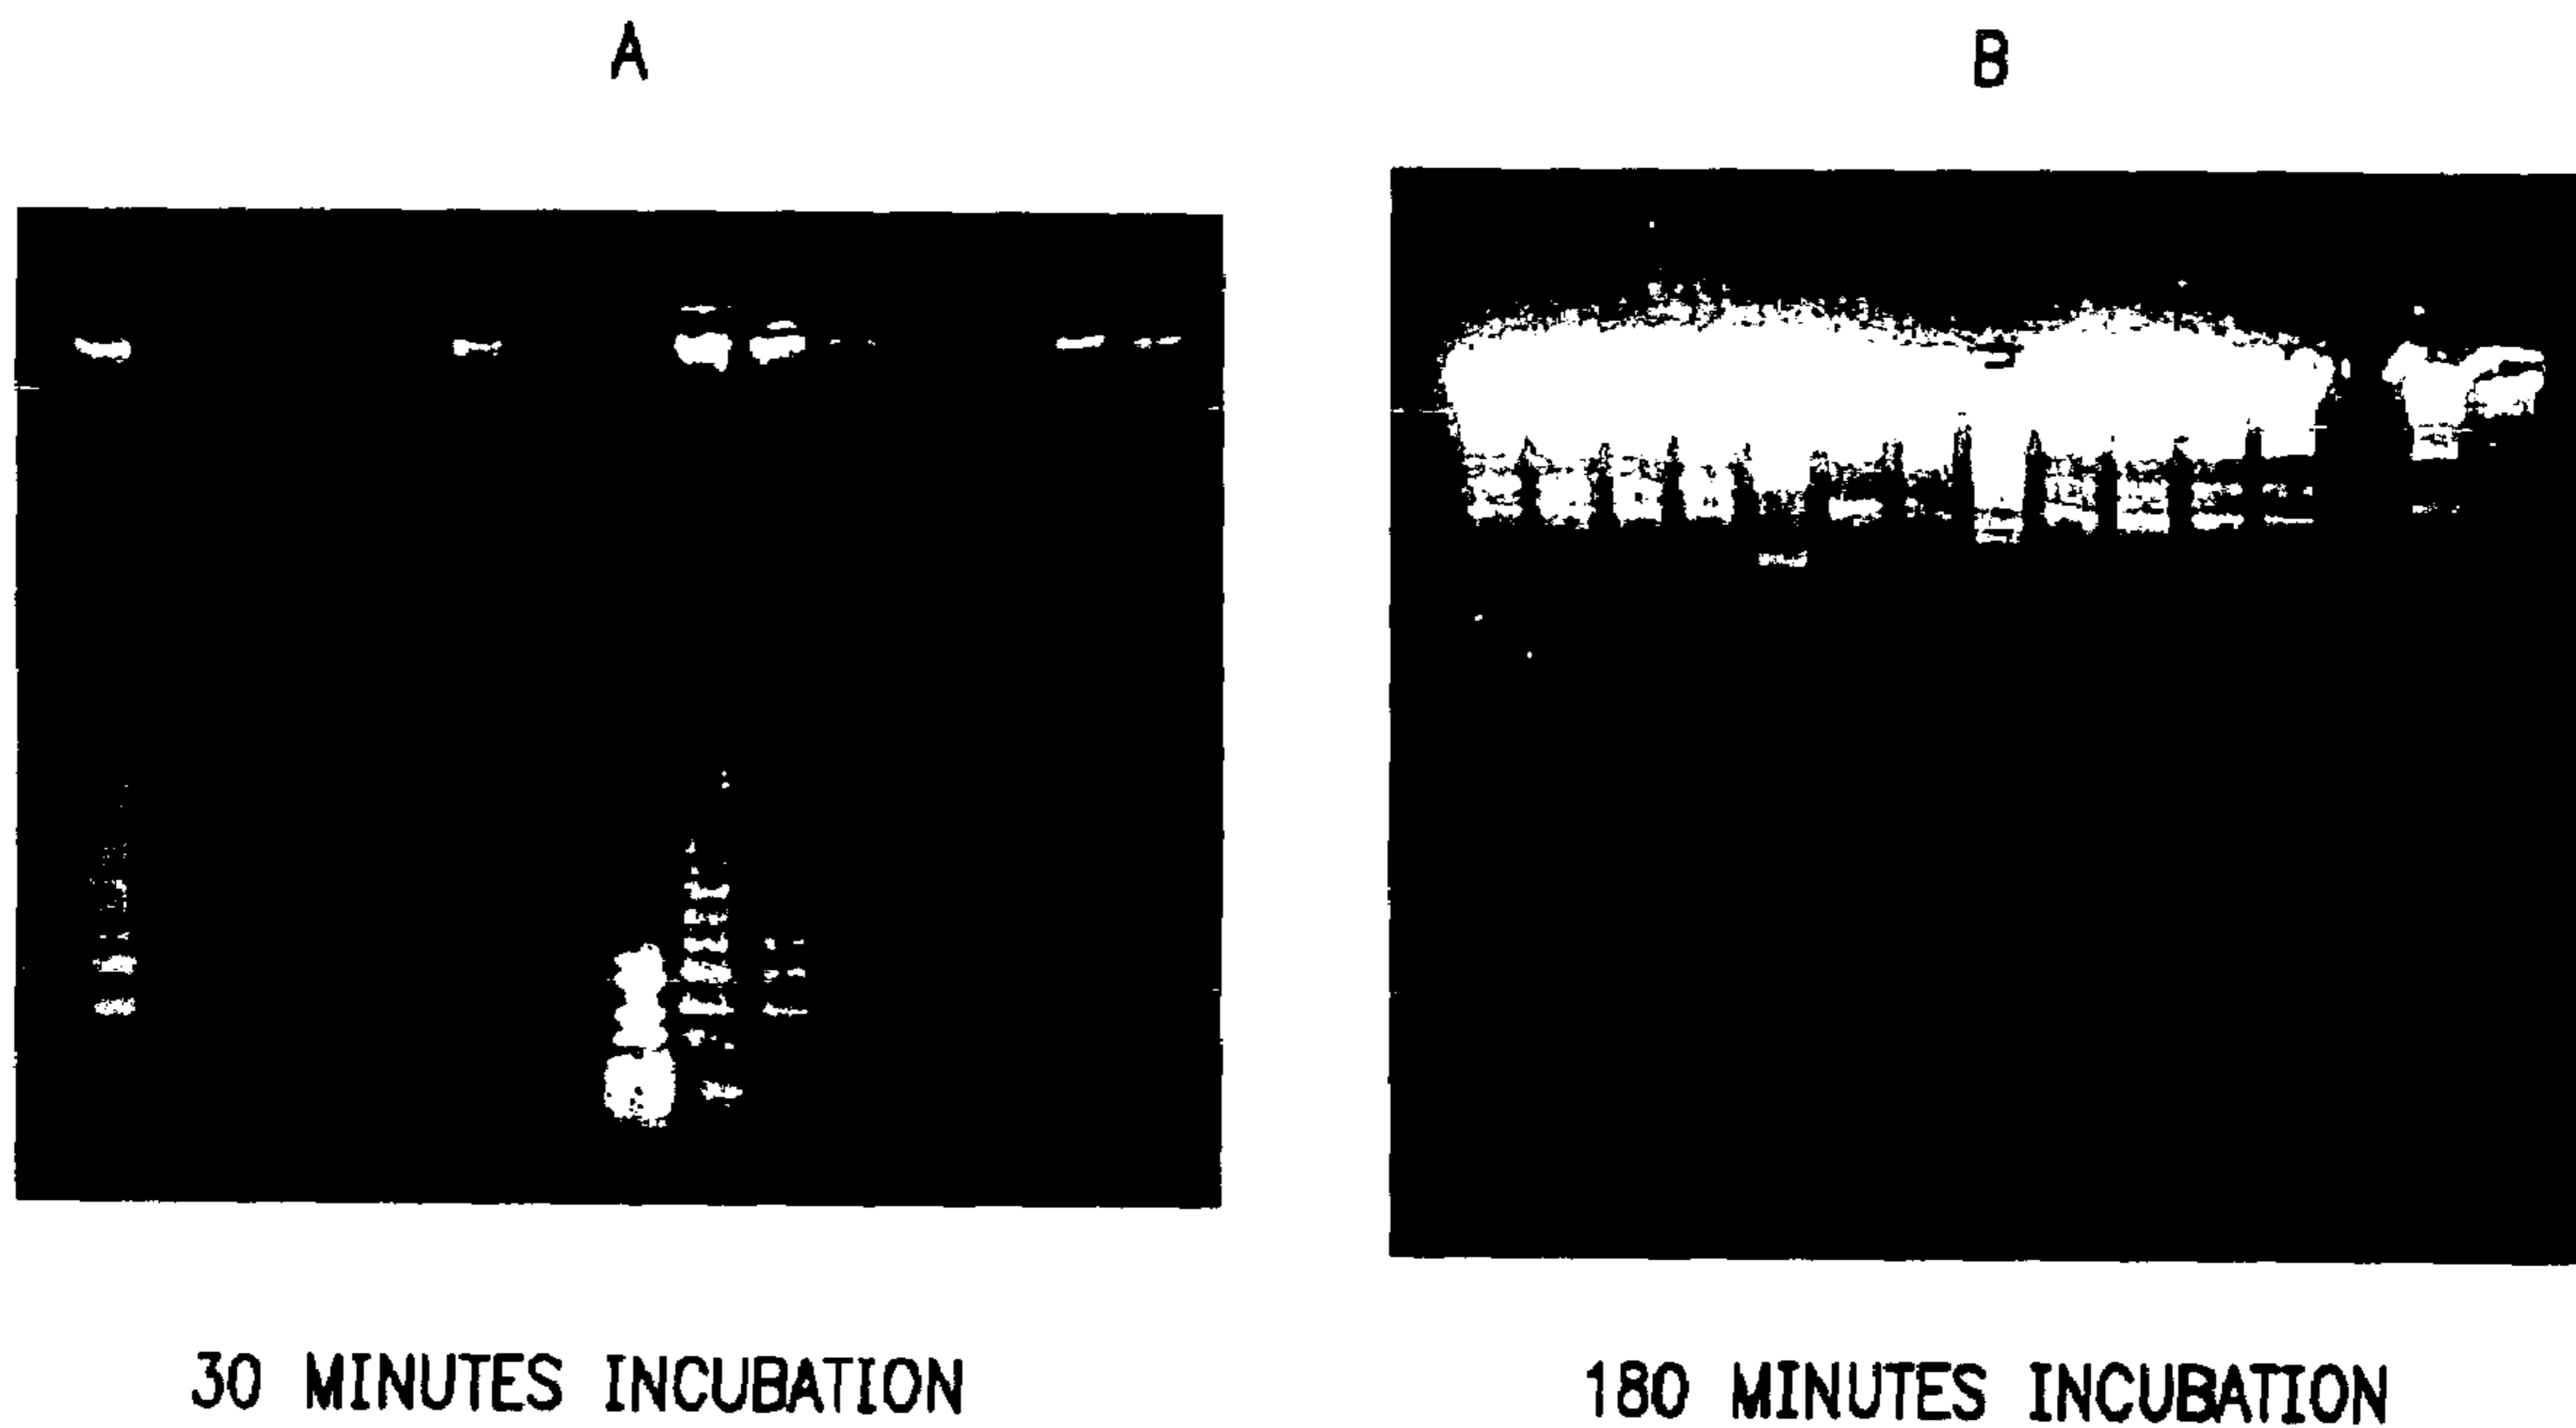 A
B
30 MINUTES INCUBATION
180 MINUTES INCUBATION